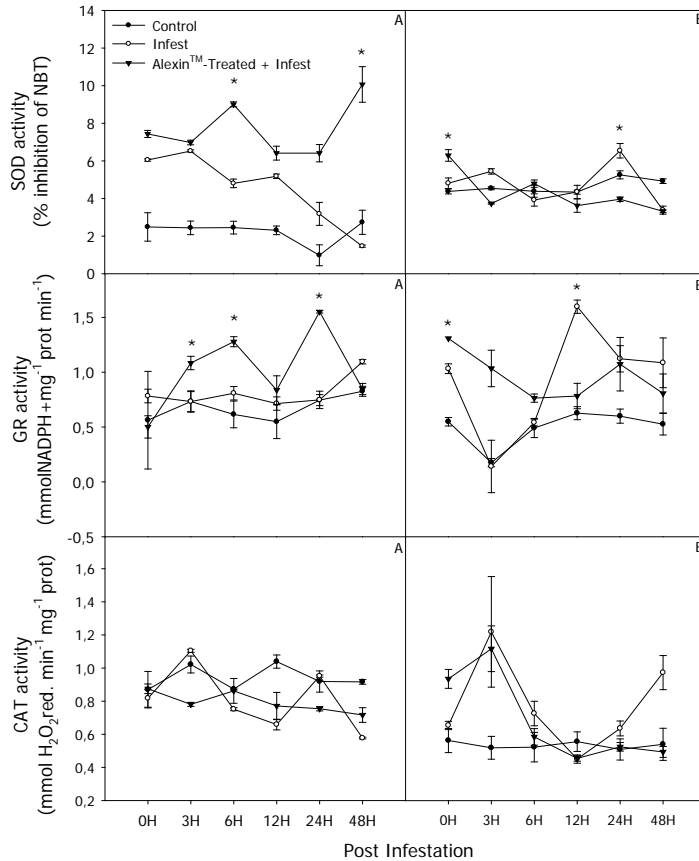 14
12
10
8
6
4
2
0
SOD activity
(% inhibition of NBT)
Control
Infest
Alexin™-Treated + Infest
A
*
*
*
*
1,5
1,0
0,5
0,0
-0,5
GR activity
(mmolNADPH+mg⁻¹ prot min⁻¹)
A
*
*
*
*
*
1,6
1,4
1,2
1,0
0,8
0,6
0,4
0,2
CAT activity
(mmol H₂O₂red. min⁻¹ mg⁻¹ prot)
A
0H 3H 6H 12H 24H 48H
0H 3H 6H 12H 24H 48H
Post Infestation